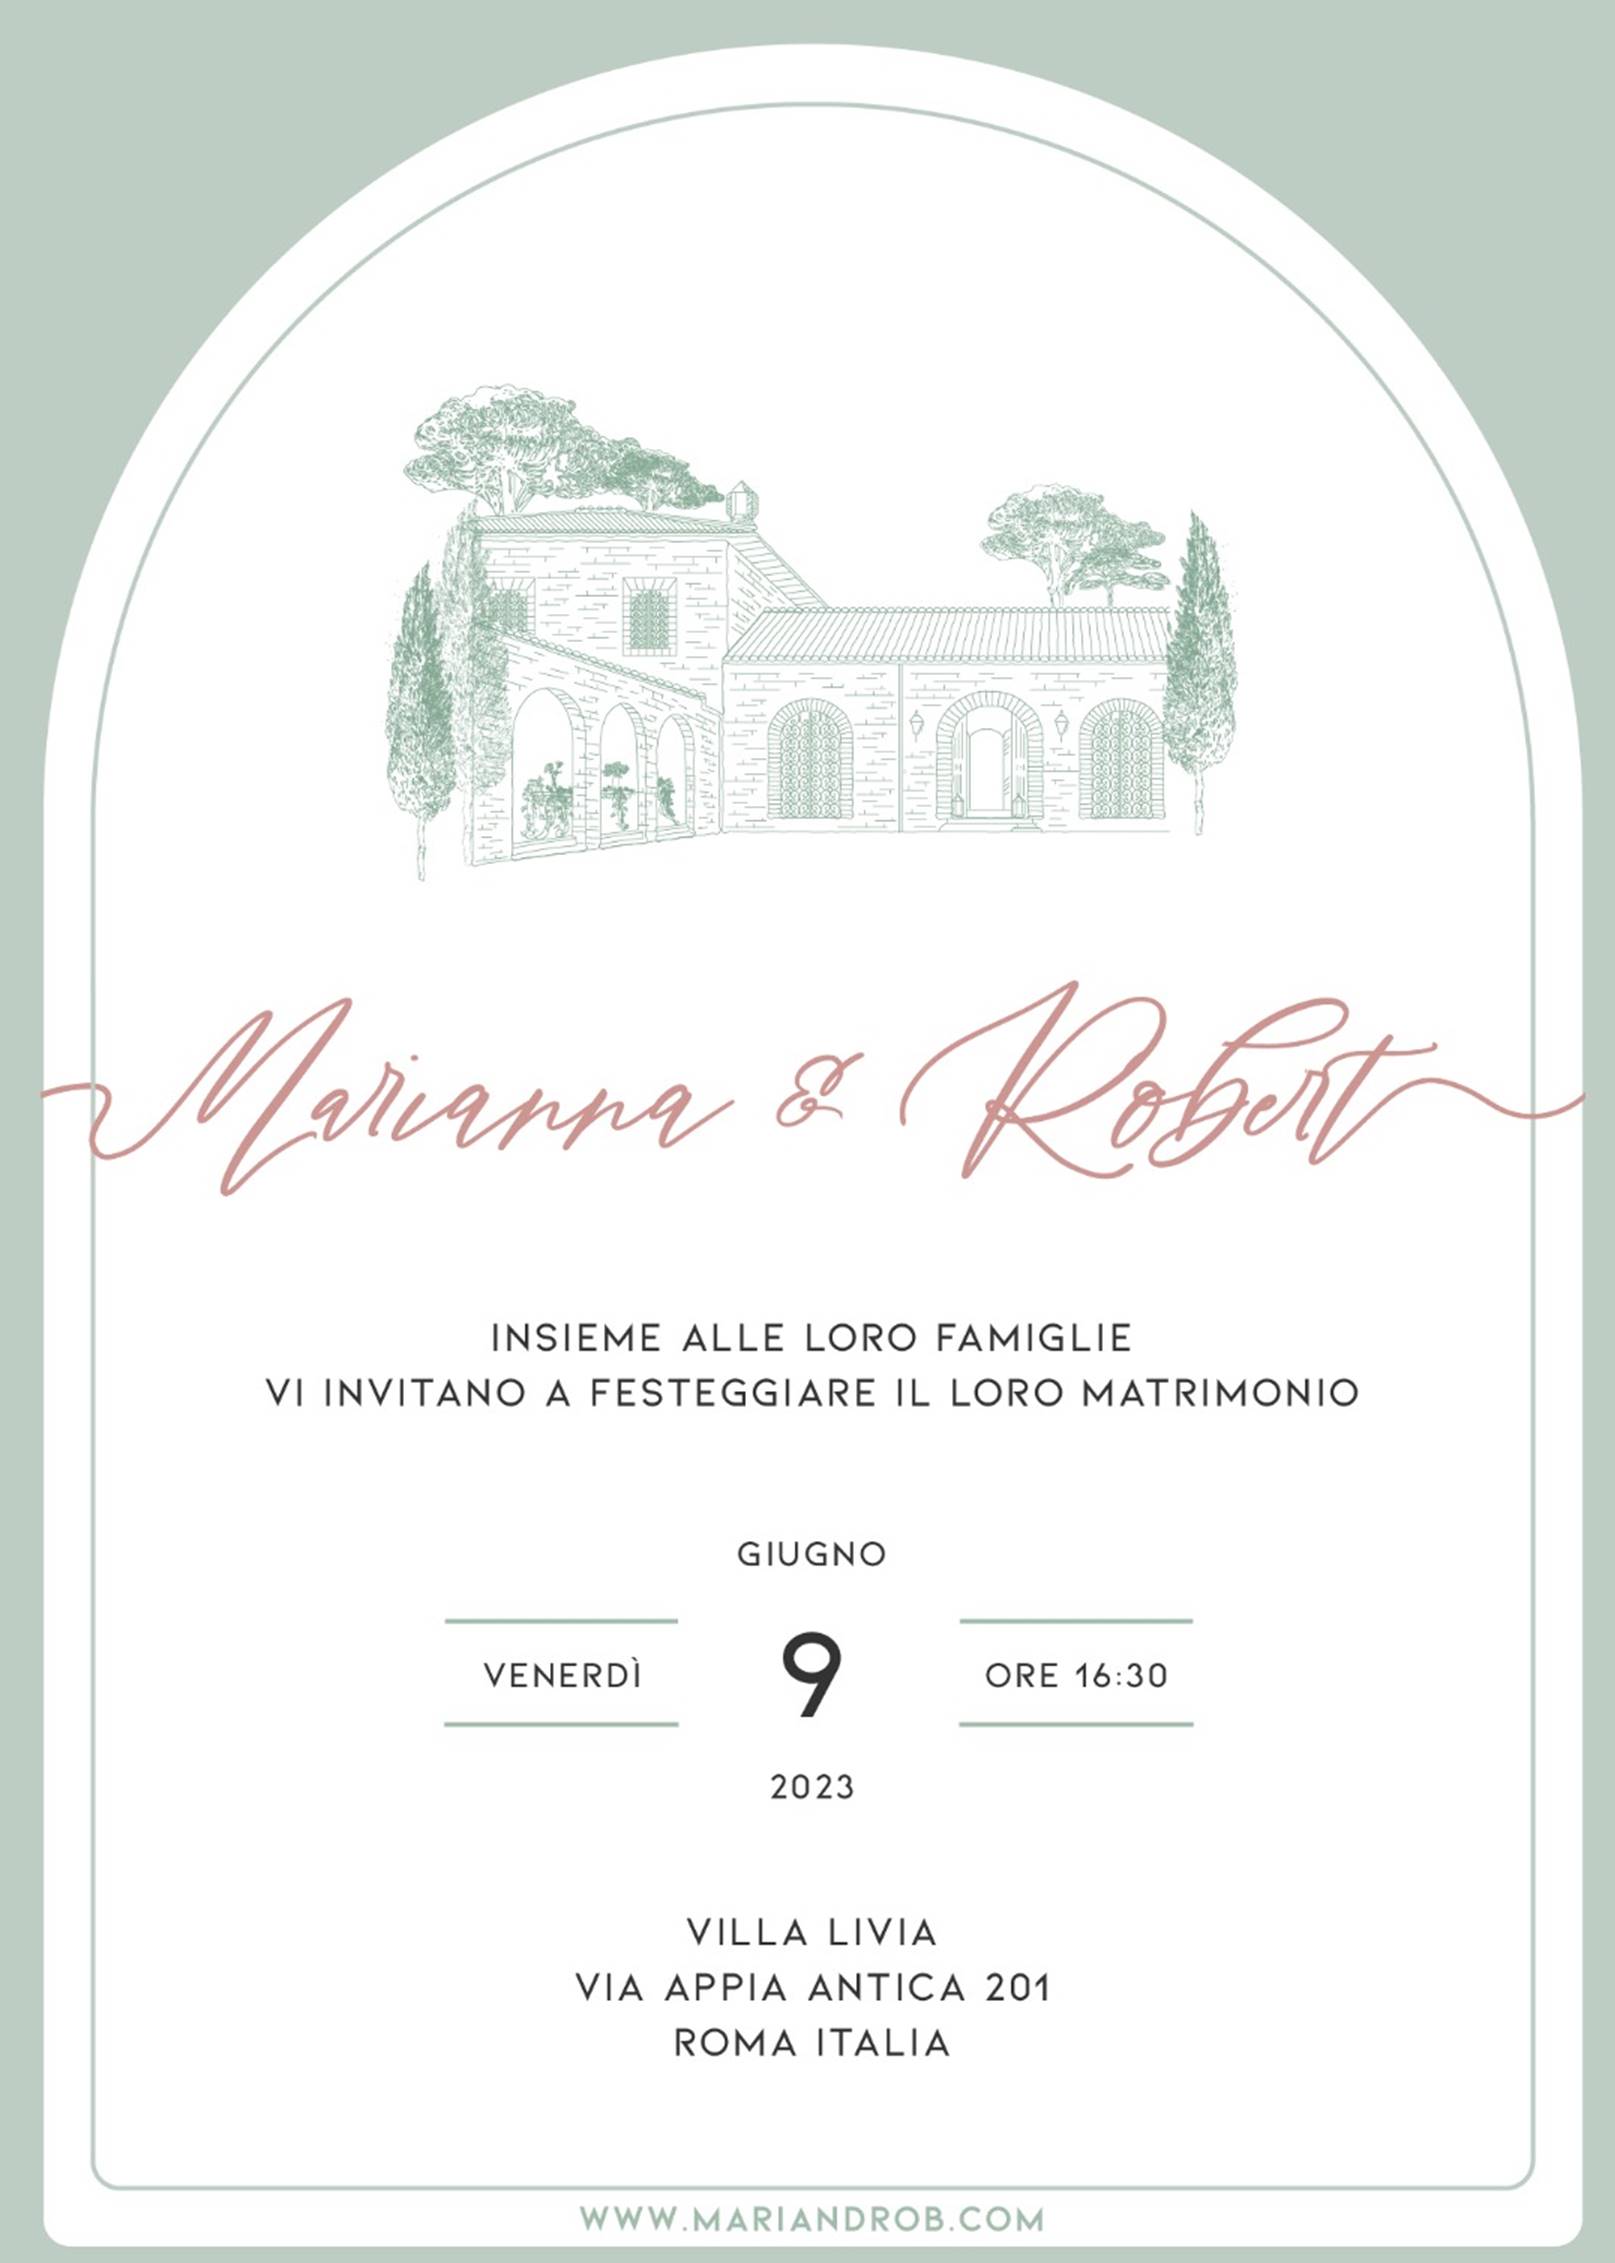 Marianna & Robert
INSIEME ALLE LORO FAMIGLIE
VI INVITANO A FESTEGGIARE IL LORO MATRIMONIO
GIUGNO
VENERDÌ 9 ORE 16:30
2023
VILLA LIVIA
VIA APPIA ANTICA 201
ROMA ITALIA
WWW.MARIANDROB.COM